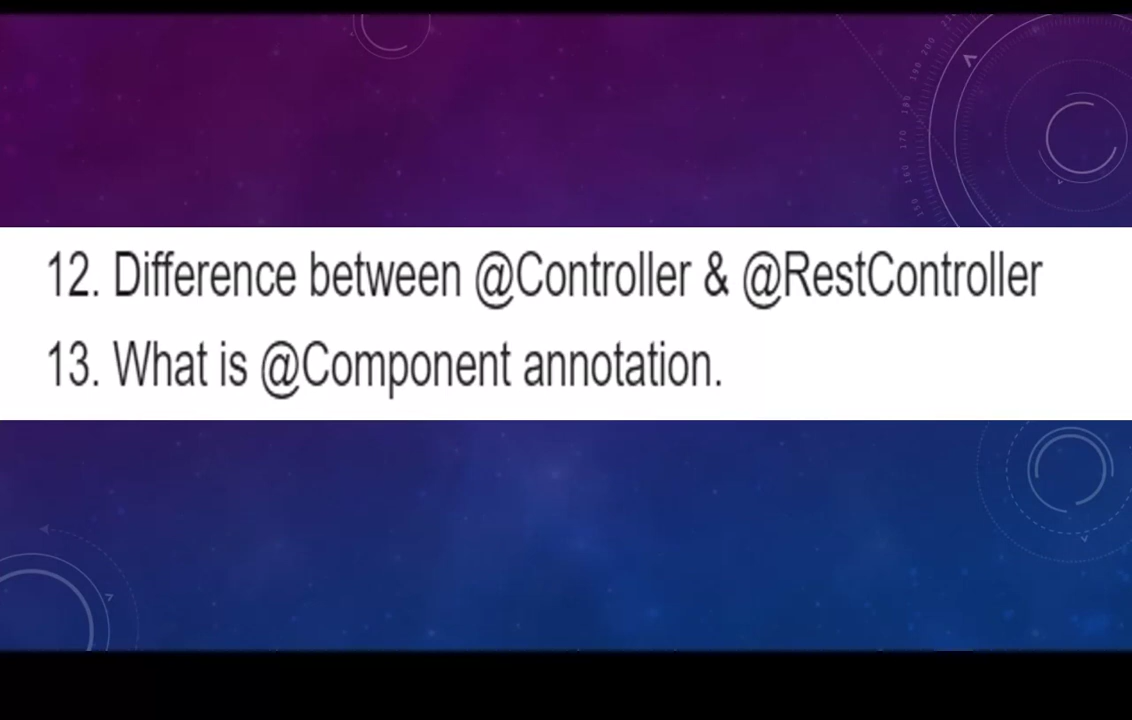 12. Difference between @Controller & @RestController
13. What is @Component annotation.